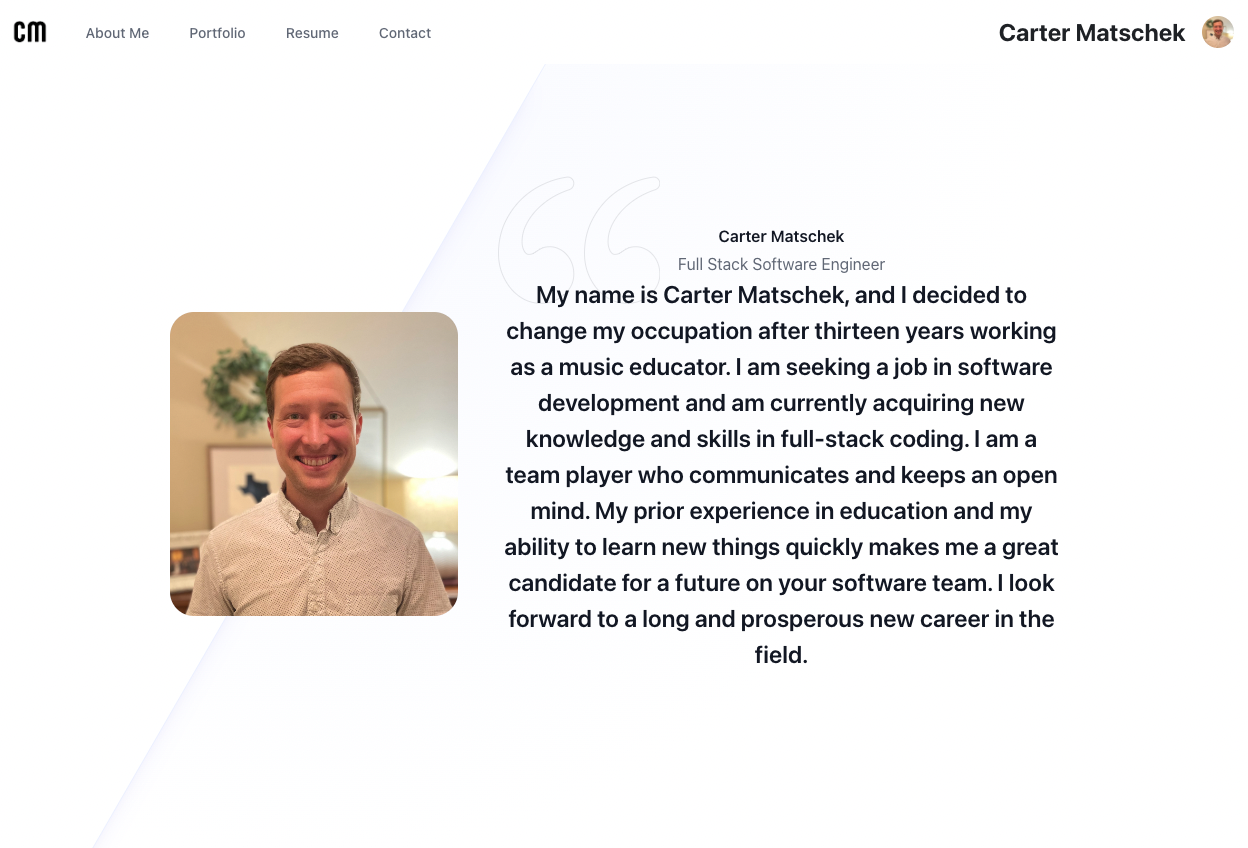 CM
About Me
Portfolio
Resume
Contact
Carter Matschek
Carter Matschek
Full Stack Software Engineer
My name is Carter Matschek, and I decided to
change my occupation after thirteen years working
as a music educator. I am seeking a job in software
development and am currently acquiring new
knowledge and skills in full-stack coding. I am a
team player who communicates and keeps an open
mind. My prior experience in education and my
ability to learn new things quickly makes me a great
candidate for a future on your software team. I look
forward to a long and prosperous new career in the
field.